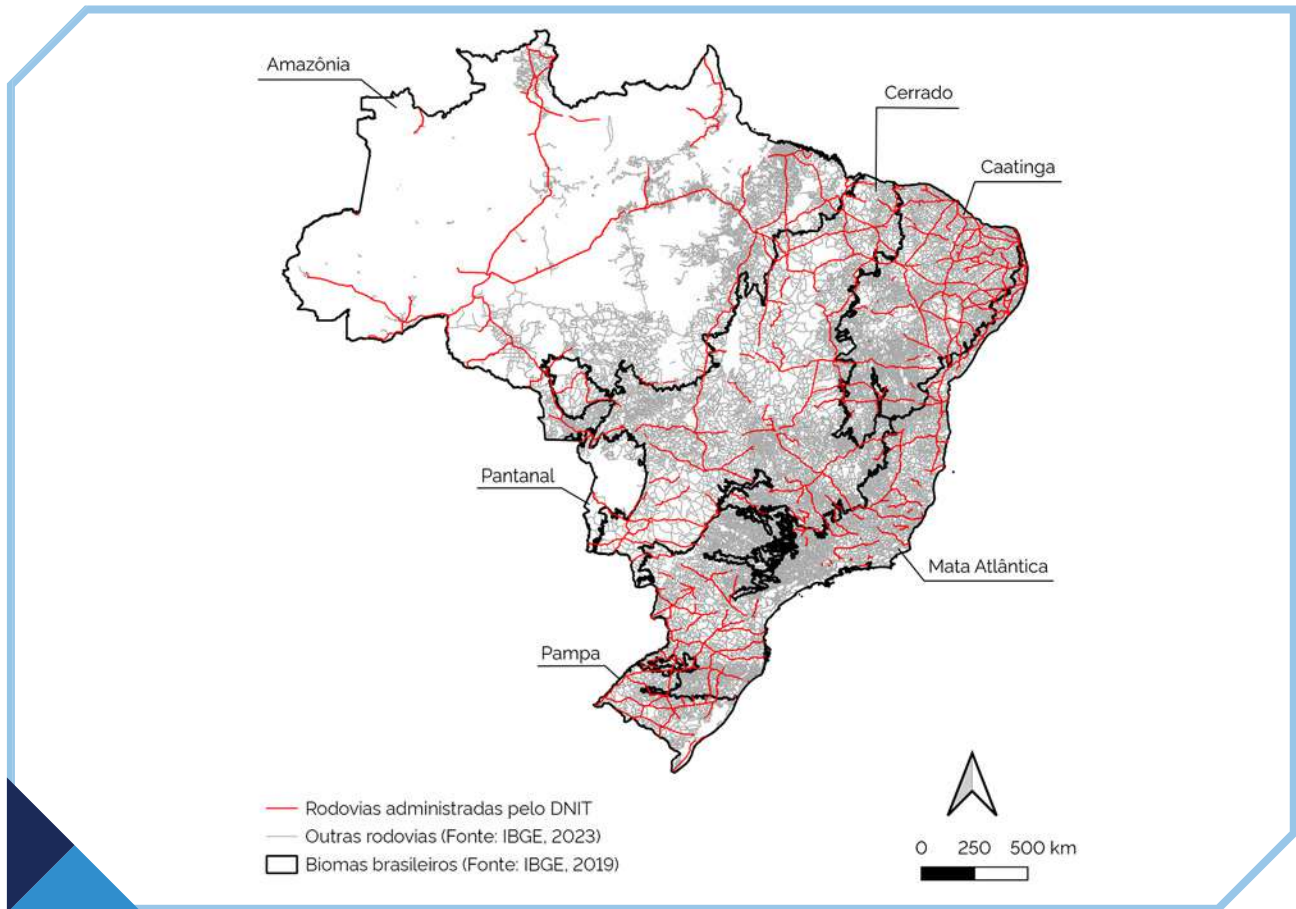 Amazônia
Cerrado
Caatinga
Pantanal
Mata Atlântica
Pampa
Rodovias administradas pelo DNIT
Outras rodovias (Fonte: IBGE, 2023)
Biomas brasileiros (Fonte: IBGE, 2019)
0 250 500 km